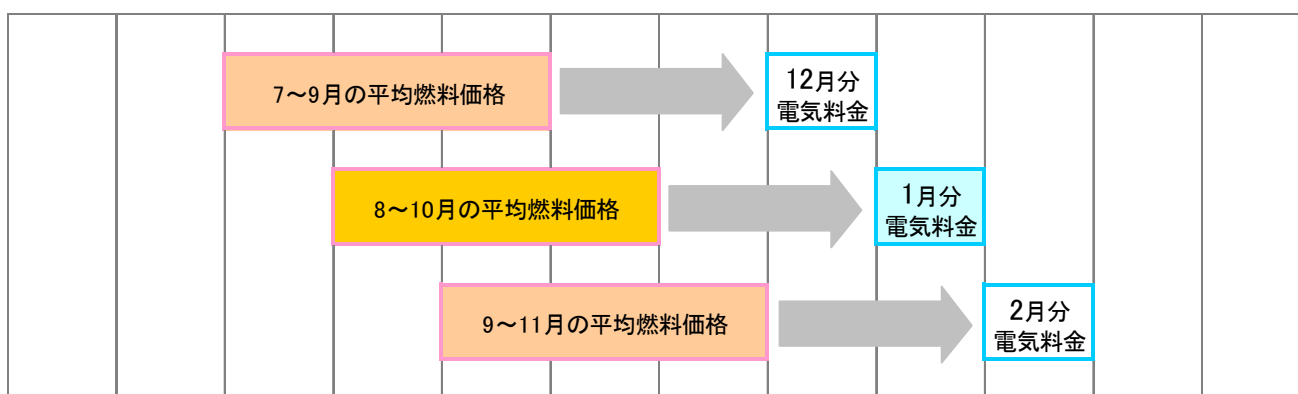 7～9月の平均燃料価格
12月分
電気料金
8～10月の平均燃料価格
1月分
電気料金
9～11月の平均燃料価格
2月分
電気料金